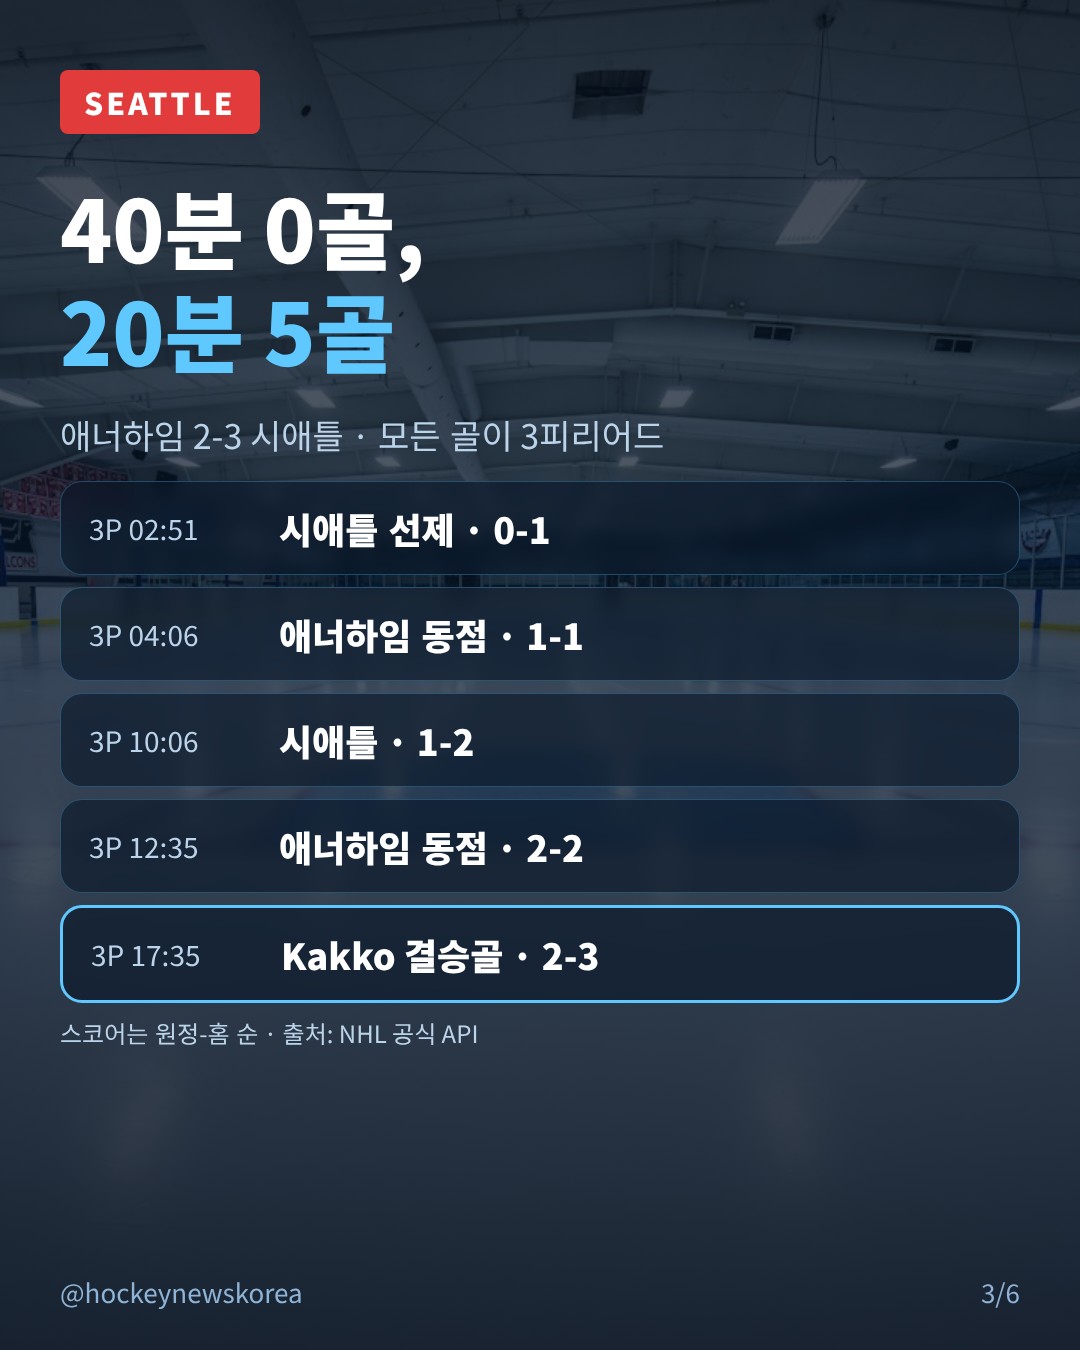 SEATTLE
40분 0골,
20분 5골
애너하임 2-3 시애틀 · 모든 골이 3피리어드
3P 02:51 시애틀 선제 · 0-1
3P 04:06 애너하임 동점 · 1-1
3P 10:06 시애틀 · 1-2
3P 12:35 애너하임 동점 · 2-2
3P 17:35 Kakko 결승골 · 2-3
스코어는 원정-홈 순 · 출처: NHL 공식 API
@hockeynewskorea 3/6